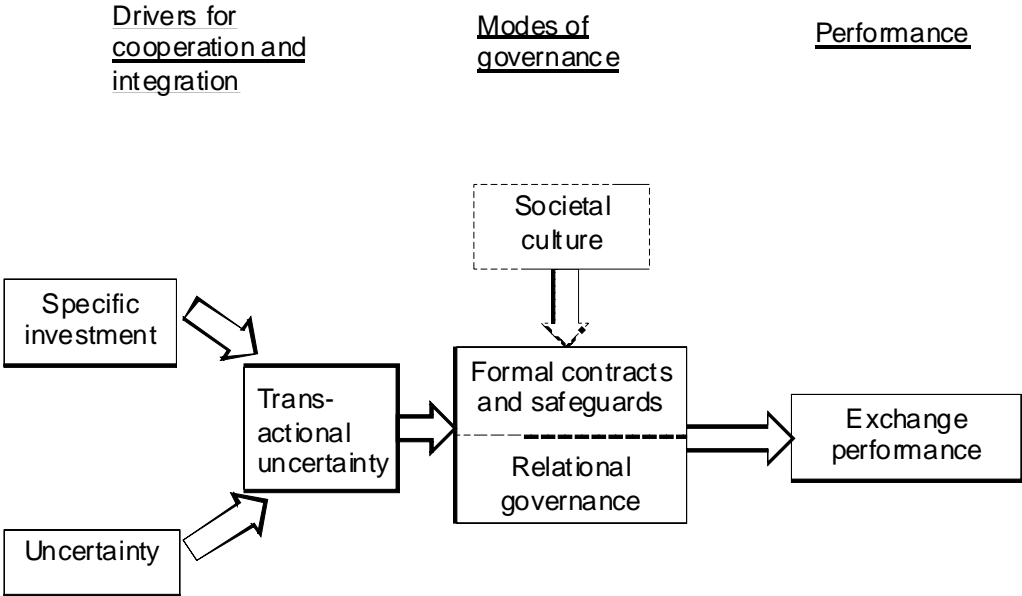 Drivers for
cooperation and
integration
Modes of
governance
Performance
Societal
culture
Specific
investment
Formal contracts
and safeguards
Trans-
actional
uncertainty
Exchange
performance
Relational
governance
Uncertainty